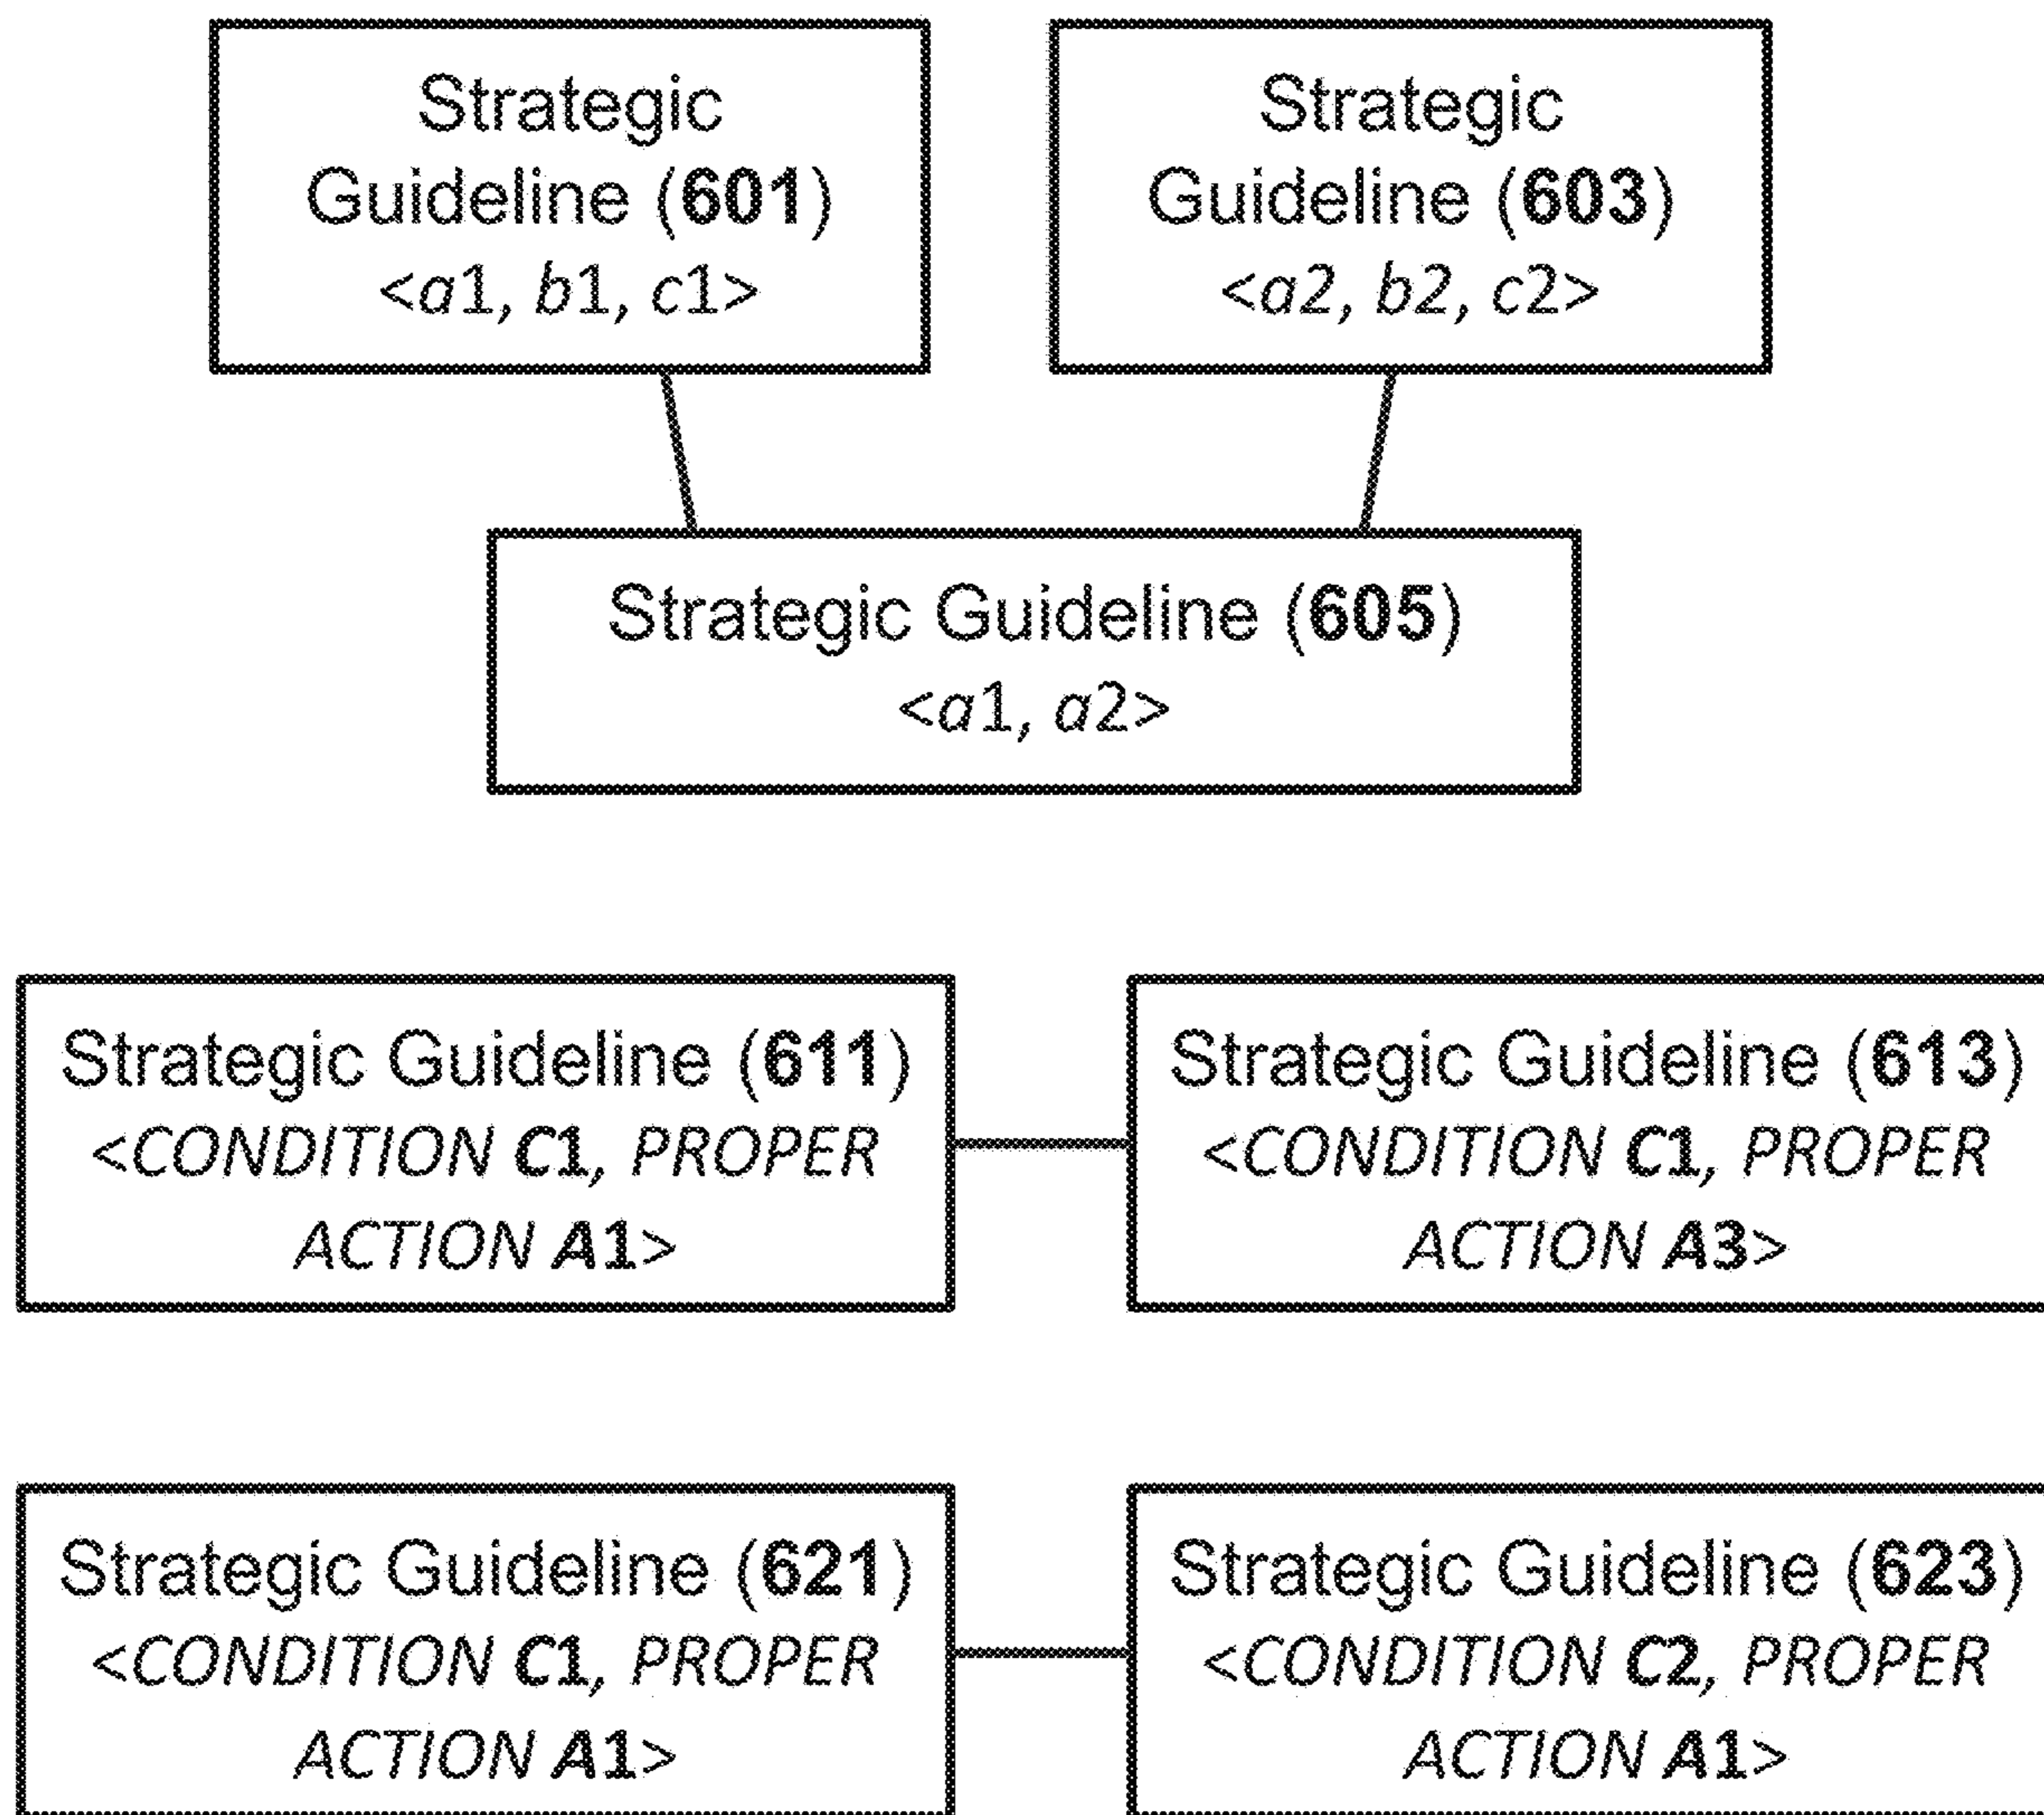 Strategic
Guideline (601)
<a1, b1, c1>
Strategic
Guideline (603)
<a2, b2, c2>
Strategic Guideline (605)
<a1, a2>
Strategic Guideline (611)
<CONDITION C1, PROPER
ACTION A1>
Strategic Guideline (613)
<CONDITION C1, PROPER
ACTION A3>
Strategic Guideline (621)
<CONDITION C1, PROPER
ACTION A1>
Strategic Guideline (623)
<CONDITION C2, PROPER
ACTION A1>